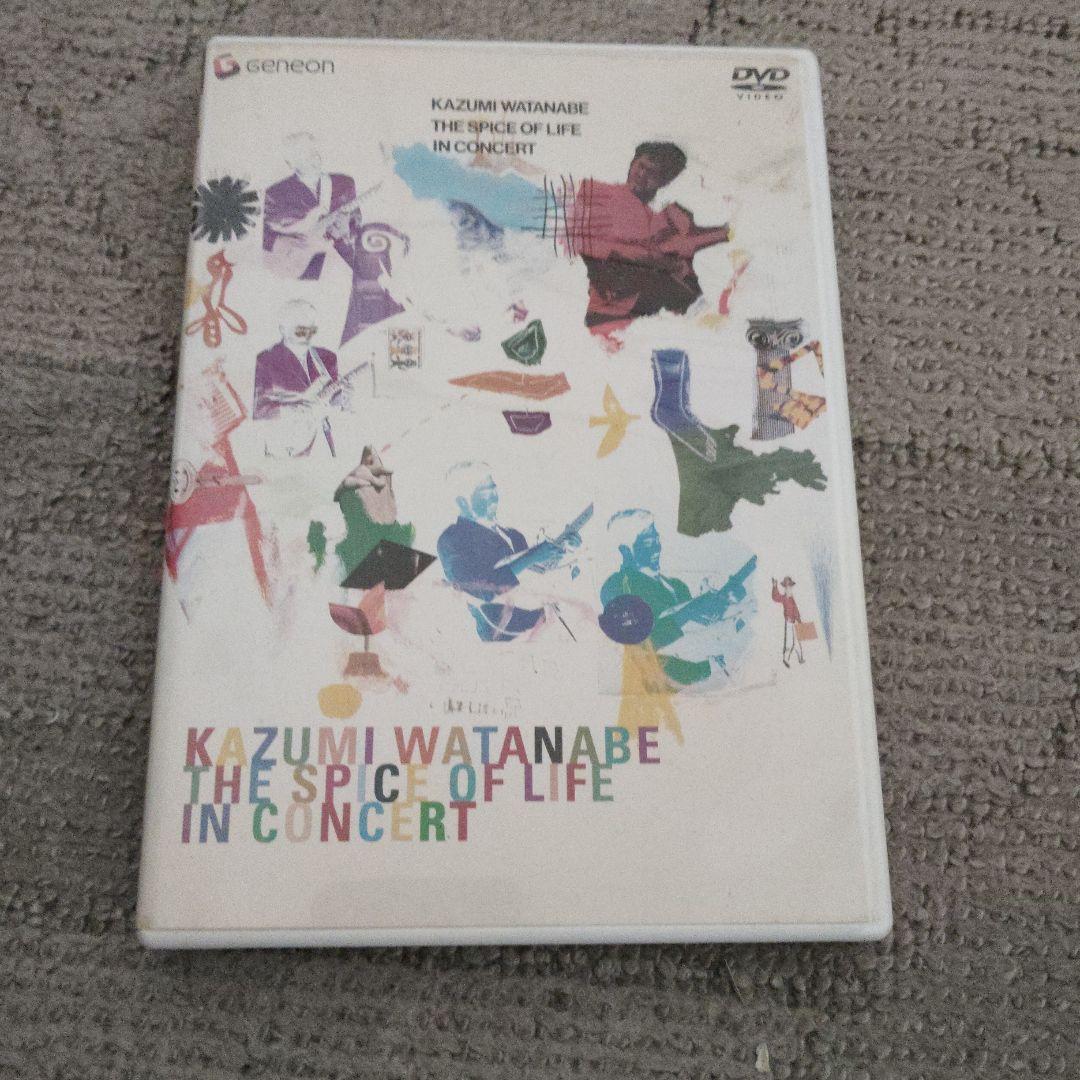 Geneon
DVD
VIDEO
KAZUMI WATANABE
THE SPICE OF LIFE
IN CONCERT
KAZUMI WATANABE
THE SPICE OF LIFE
IN CONCERT